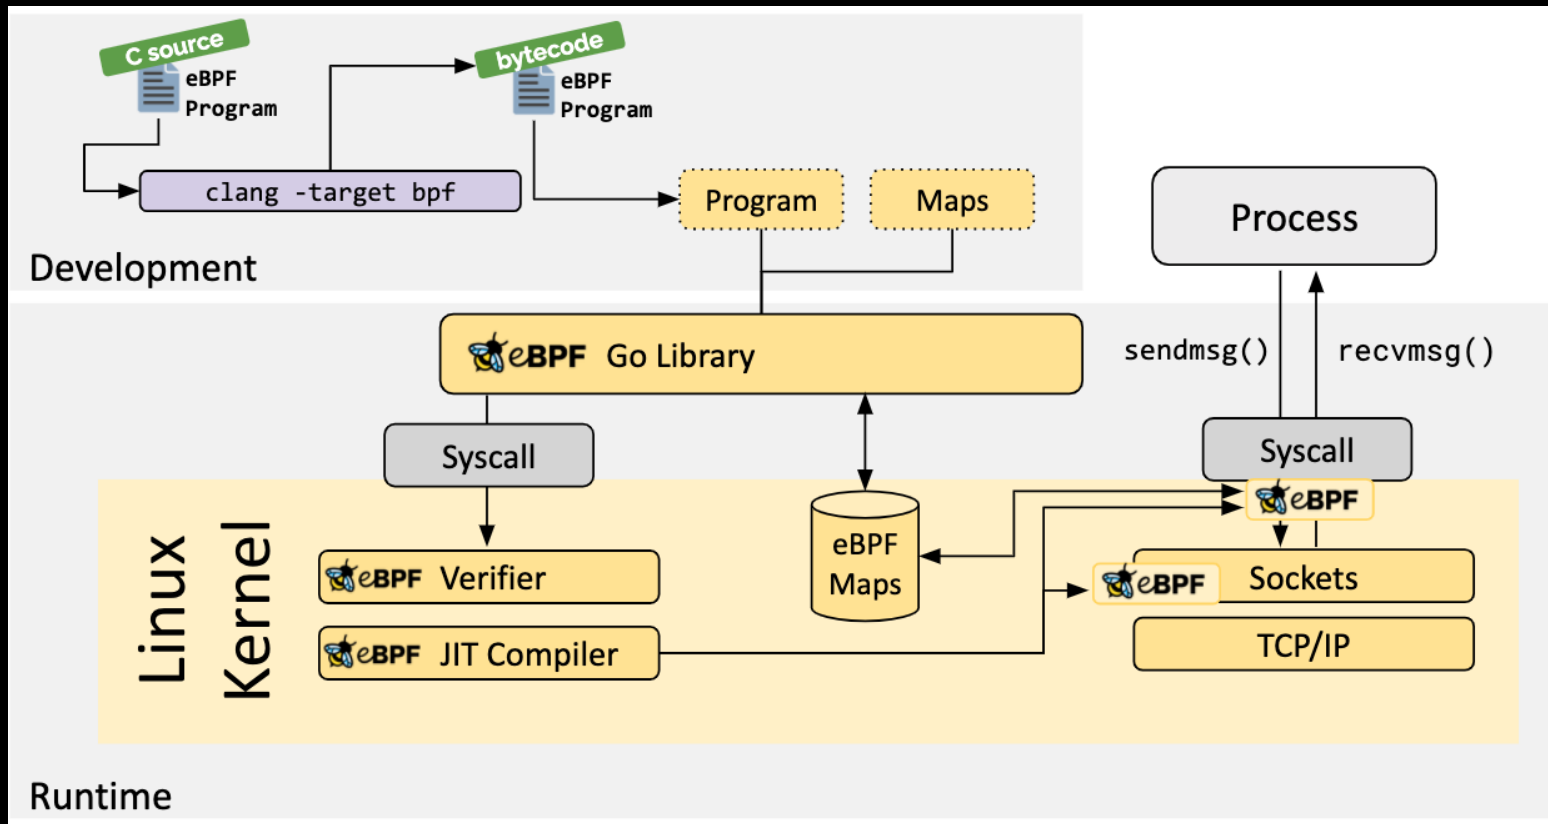 C source
eBPF
Program
bytecode
eBPF
Program
clang -target bpf
Program
Maps
Development
Process
eBPF Go Library
sendmsg()
recvmsg()
Syscall
Syscall
eBPF
Linux
Kernel
eBPF Verifier
eBPF
Maps
eBPF
Sockets
eBPF JIT Compiler
TCP/IP
Runtime